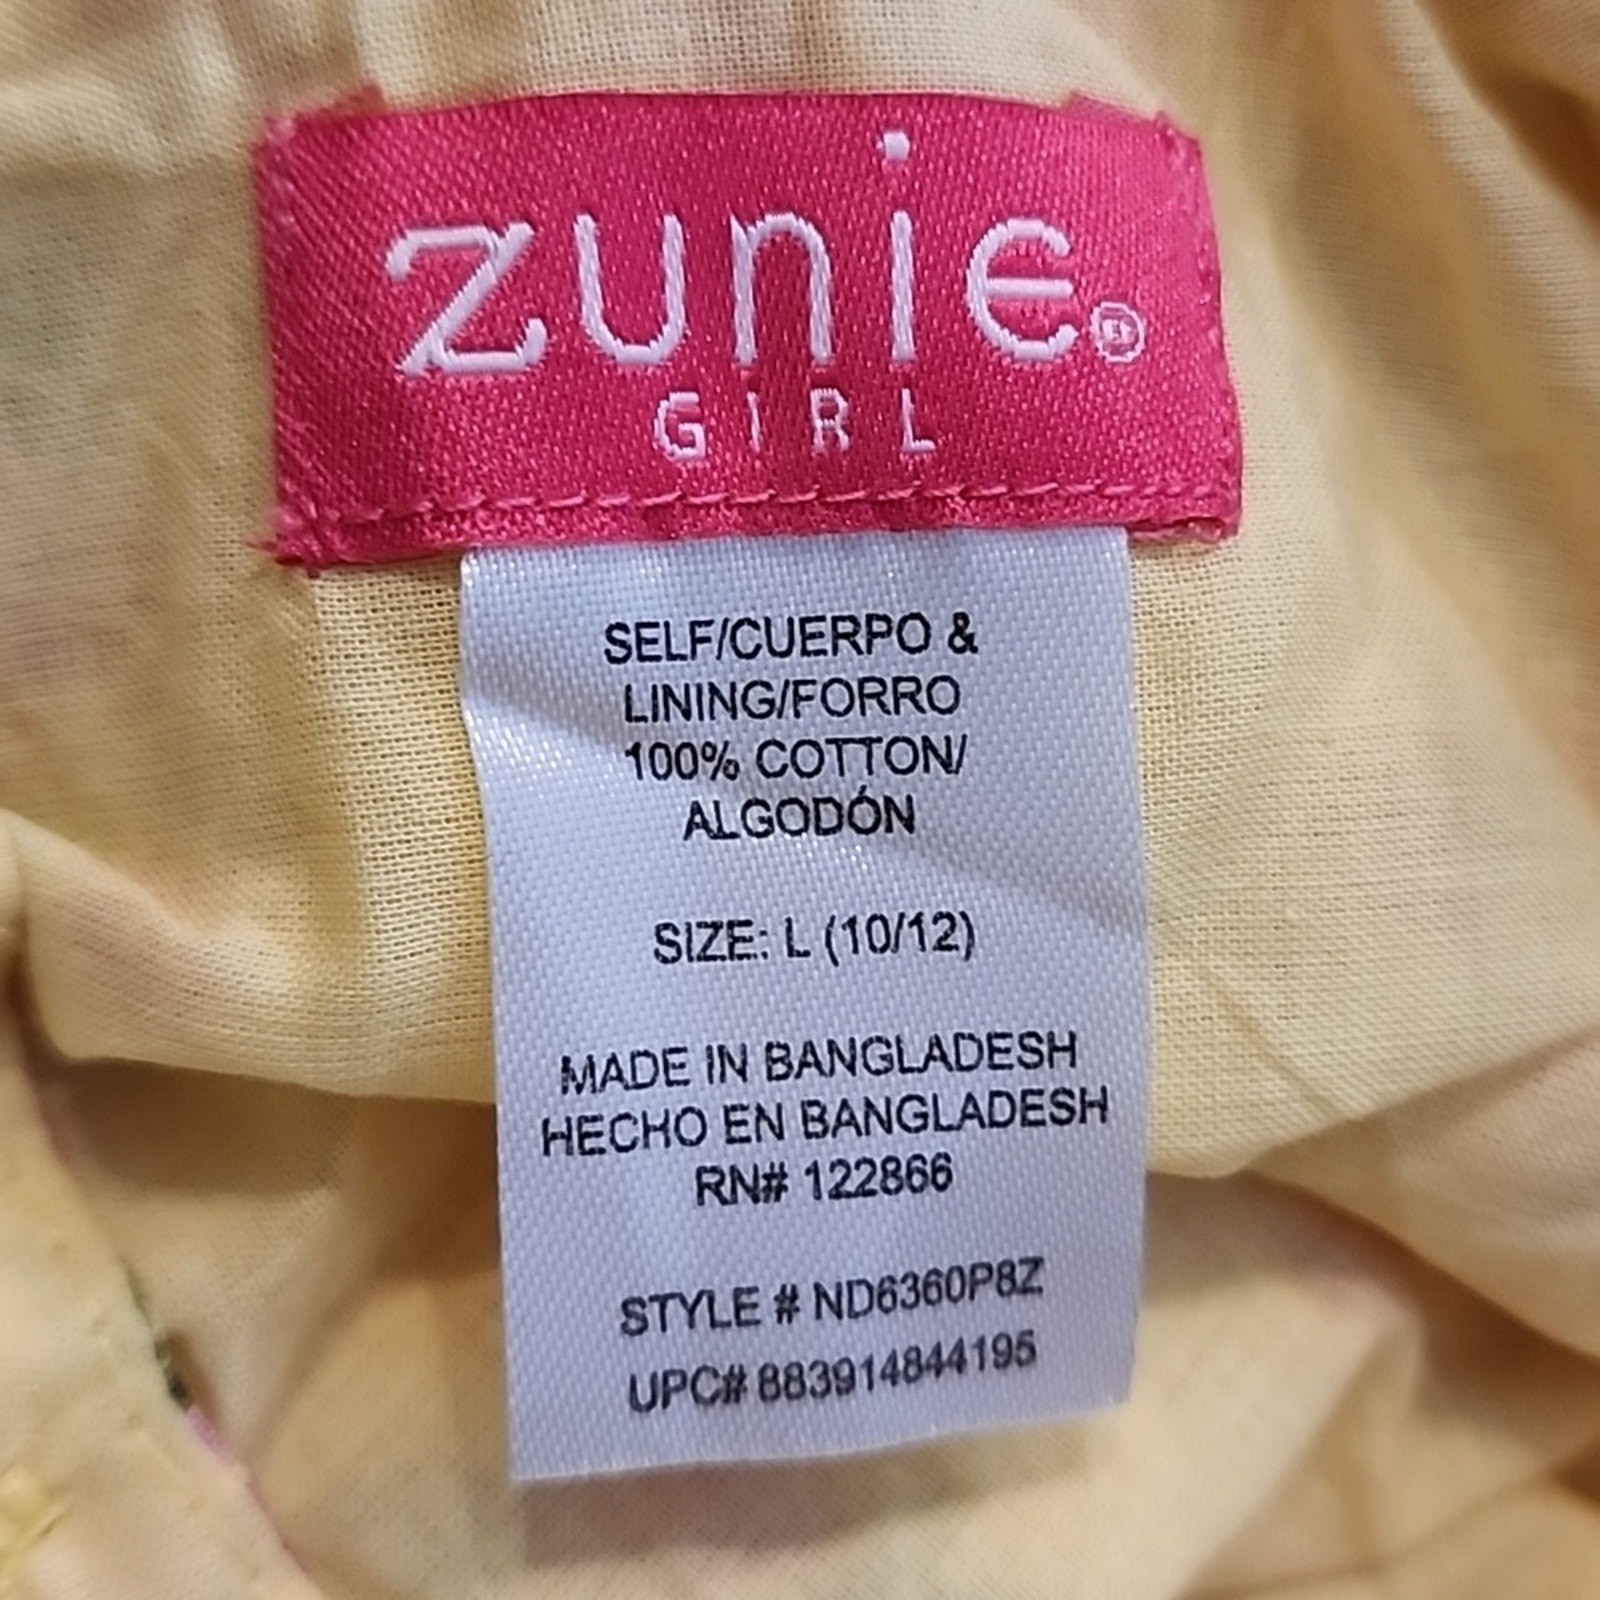 zunie®
GIRL
SELF/CUERPO &
LINING/FORRO
100% COTTON/
ALGODÓN
SIZE: L (10/12)
MADE IN BANGLADESH
HECHO EN BANGLADESH
RN# 122866
STYLE # ND6360P8Z
UPC# 883914844195